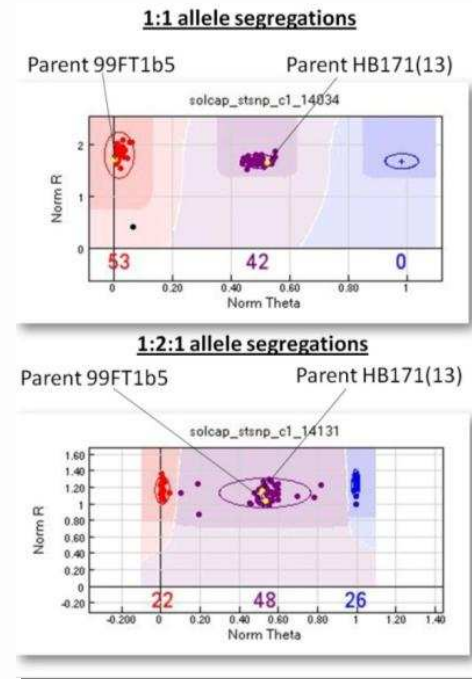 1:1 allele segregations
Parent 99FT1b5 Parent HB171(13)
solcap_stsnp_c1_14034
Norm R
2
1
0
53 42 0
0 0.20 0.40 0.60 0.80 1
Norm Theta
1:2:1 allele segregations
Parent 99FT1b5 Parent HB171(13)
solcap_stsnp_c1_14131
Norm R
1.60
1.40
1.20
1
0.80
0.60
0.40
0.20
0
-0.20
22 48 26
-0.200 0 0.20 0.40 0.60 0.80 1 1.20 1.40
Norm Theta